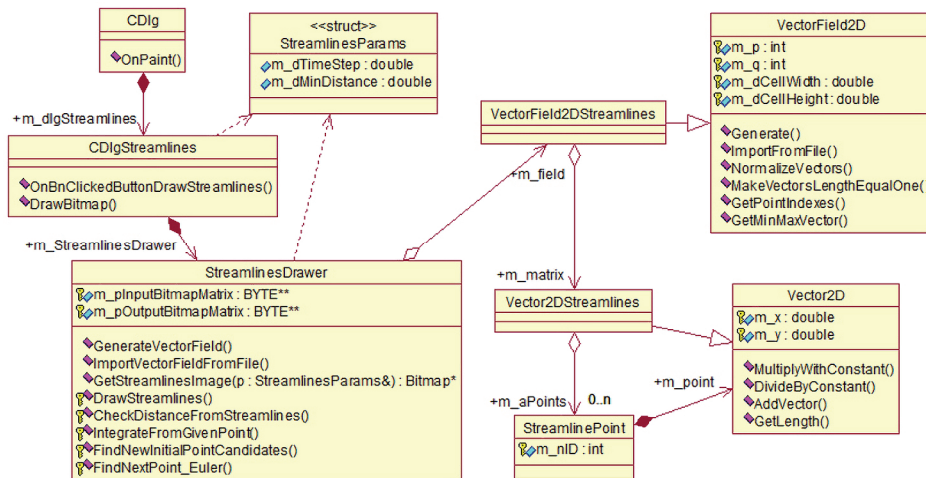 CDlg
OnPaint()
+m_dlgStreamlines
<<struct>>
StreamlinesParams
m_dTimeStep : double
m_dMinDistance : double
VectorField2D
m_p : int
m_q : int
m_dCellWidth : double
m_dCellHeight : double
Generate()
ImportFromFile()
NormalizeVectors()
MakeVectorsLengthEqualOne(
GetPointIndexes()
GetMinMaxVector()
VectorField2DStreamlines
+m_field
CDlgStreamlines
OnBnClickedButtonDrawStreamlines()
DrawBitmap()
+m_StreamlinesDrawer
StreamlinesDrawer
m_pInputBitmapMatrix : BYTE**
m_pOutputBitmapMatrix : BYTE**
GenerateVectorField()
ImportVectorFieldFromFile()
GetStreamlinesImage(p : StreamlinesParams&) : Bitmap*
DrawStreamlines()
CheckDistanceFromStreamlines()
IntegrateFromGivenPoint()
FindNewInitialPointCandidates()
FindNextPoint_Euler()
+m_matrix
Vector2DStreamlines
Vector2D
m_x : double
m_y : double
MultiplyWithConstant()
DivideByConstant()
AddVector()
GetLength()
+m_point
+m_aPoints
0..n
StreamlinePoint
m_nID : int